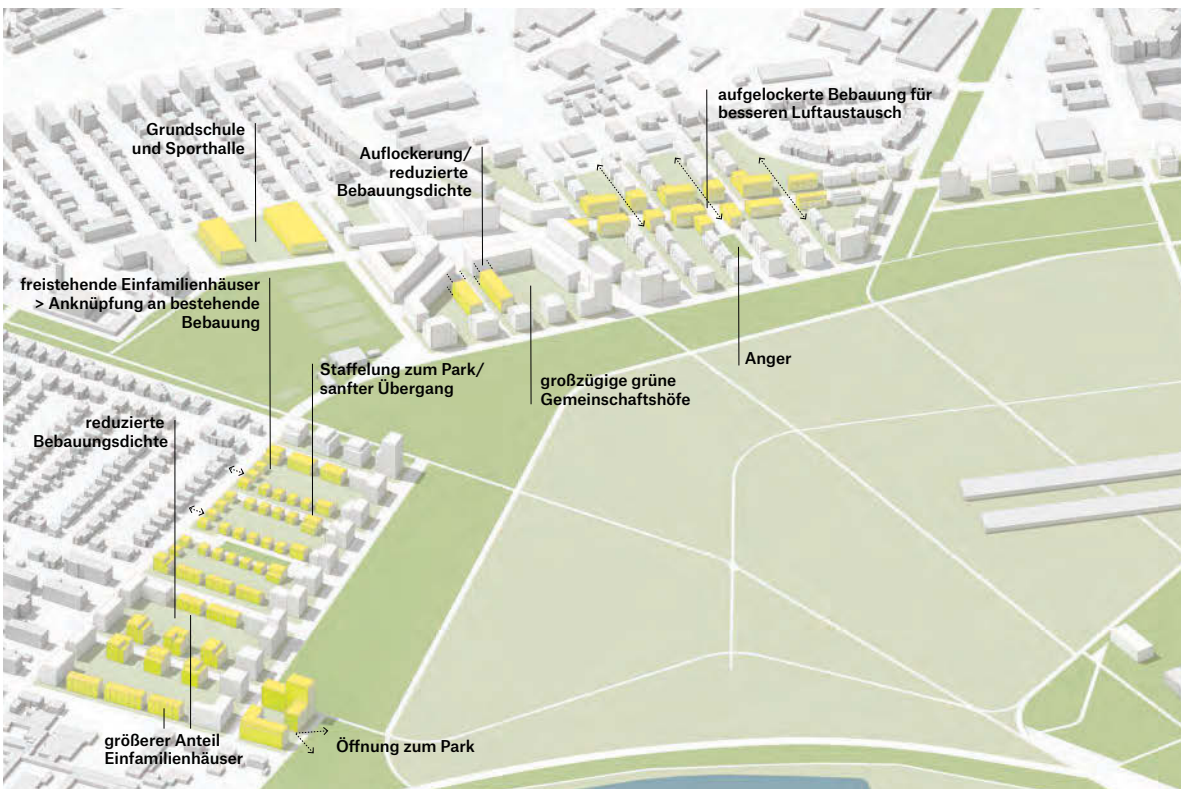 aufgelockerte Bebauung für
besseren Luftaustausch
Grundschule
und Sporthalle
Auflockerung/
reduzierte
Bebauungsdichte
freistehende Einfamilienhäuser
> Anknüpfung an bestehende
Bebauung
Staffelung zum Park/
sanfter Übergang
großzügige grüne
Gemeinschaftshöfe
Anger
reduzierte
Bebauungsdichte
größerer Anteil
Einfamilienhäuser
Öffnung zum Park